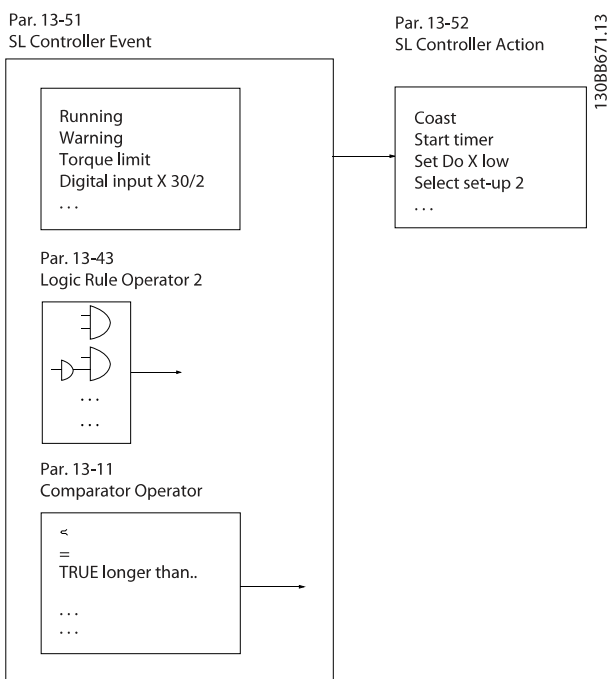 Par. 13-51
SL Controller Event
Par. 13-52
SL Controller Action
130BB671.13
Running
Warning
Torque limit
Digital input X 30/2
. . .
Coast
Start timer
Set Do X low
Select set-up 2
. . .
Par. 13-43
Logic Rule Operator 2
. . .
. . .
Par. 13-11
Comparator Operator
<
=
TRUE longer than..
. . .
. . .